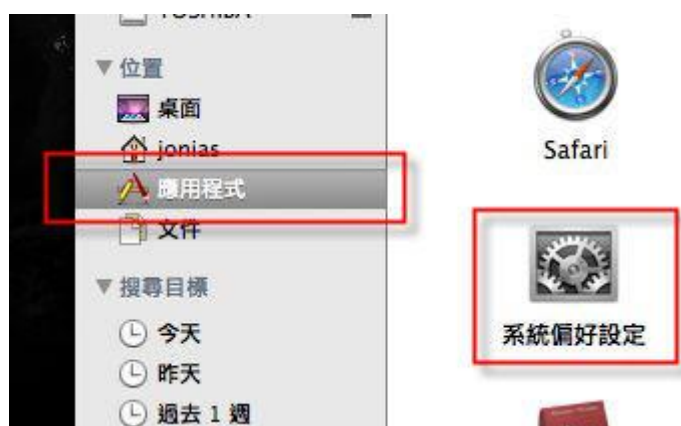 TOSHIBA
位置
桌面
jonias
應用程式
文件
搜尋目標
今天
昨天
過去 1 週
Safari
系統偏好設定